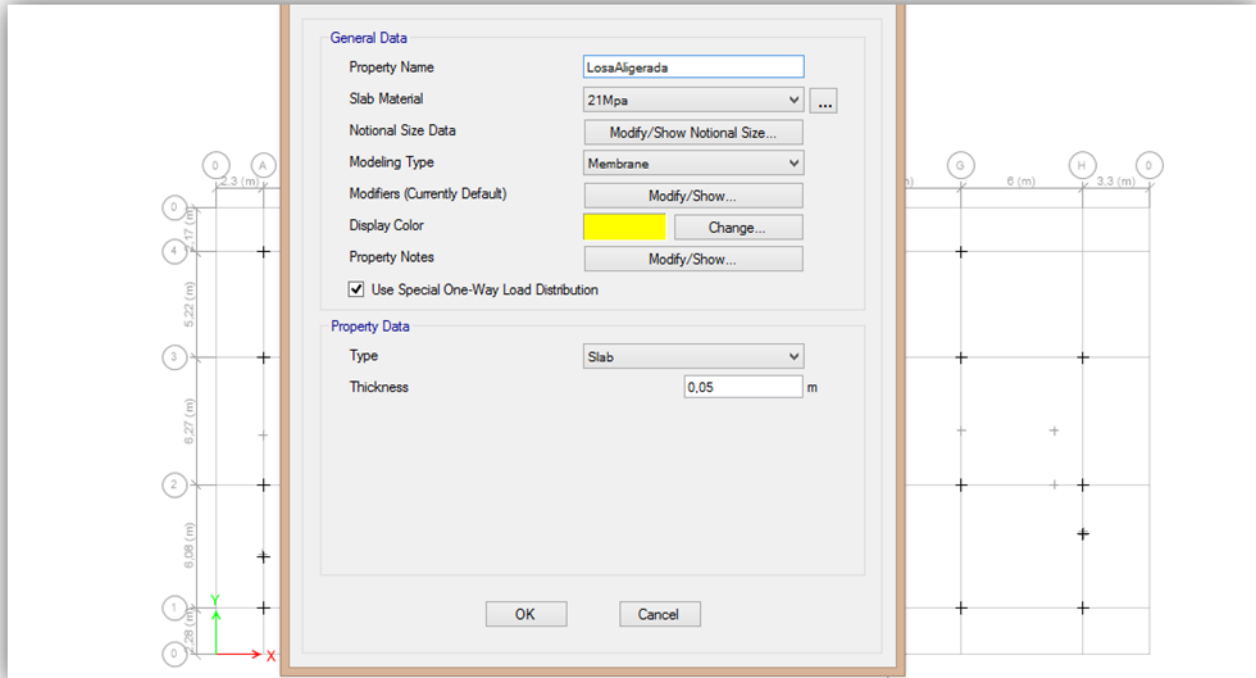 General Data
Property Name LosaAligerada
Slab Material 21Mpa ...
Notional Size Data Modify/Show Notional Size...
Modeling Type Membrane
Modifiers (Currently Default) Modify/Show...
Display Color Change...
Property Notes Modify/Show...
Use Special One-Way Load Distribution
Property Data
Type Slab
Thickness 0,05 m
OK Cancel
0 A G H 0
2.3 (m) 6 (m) 3.3 (m)
0
2,17 (m)
4
5,22 (m)
3
6,27 (m)
2
6,08 (m)
1
2,28 (m)
0
Y
X